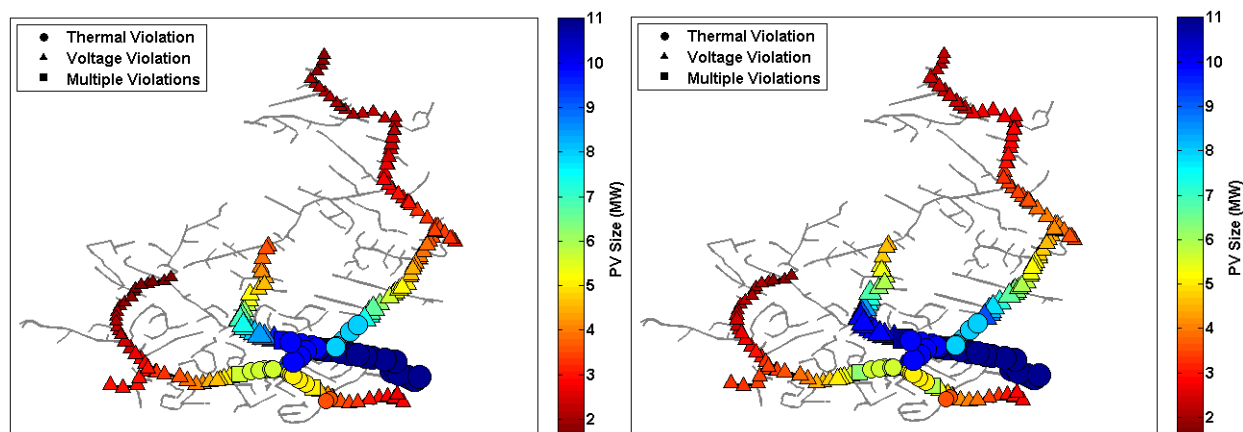 Thermal Violation
Voltage Violation
Multiple Violations
11
10
9
8
7
6
5
4
3
2
PV Size (MW)
Thermal Violation
Voltage Violation
Multiple Violations
11
10
9
8
7
6
5
4
3
2
PV Size (MW)